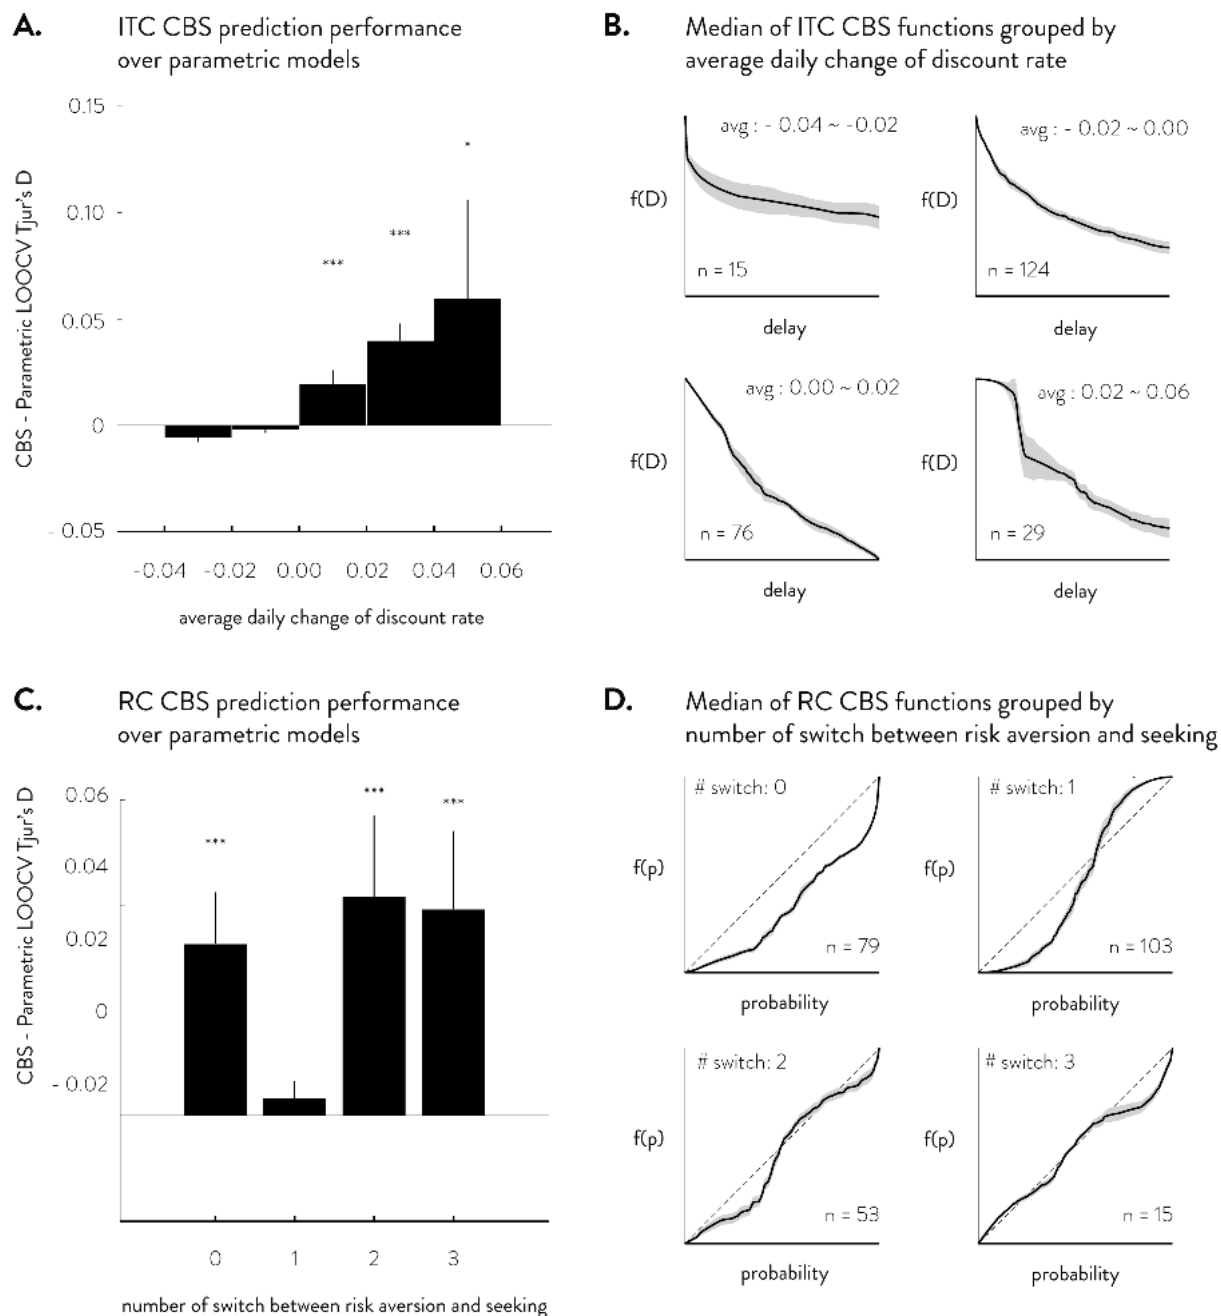 A.
ITC CBS prediction performance
over parametric models
CBS - Parametric LOOCV Tjur's D
0.15
0.10
0.05
0
- 0.05
*
***
***
-0.04 -0.02 0.00 0.02 0.04 0.06
average daily change of discount rate
B.
Median of ITC CBS functions grouped by
average daily change of discount rate
avg : - 0.04 ~ -0.02
f(D)
n = 15
delay
avg : - 0.02 ~ 0.00
f(D)
n = 124
delay
avg : 0.00 ~ 0.02
f(D)
n = 76
delay
avg : 0.02 ~ 0.06
f(D)
n = 29
delay
C.
RC CBS prediction performance
over parametric models
CBS - Parametric LOOCV Tjur's D
0.06
0.04
0.02
0
- 0.02
***
***
***
0 1 2 3
number of switch between risk aversion and seeking
D.
Median of RC CBS functions grouped by
number of switch between risk aversion and seeking
# switch: 0
f(p)
n = 79
probability
# switch: 1
f(p)
n = 103
probability
# switch: 2
f(p)
n = 53
probability
# switch: 3
f(p)
n = 15
probability